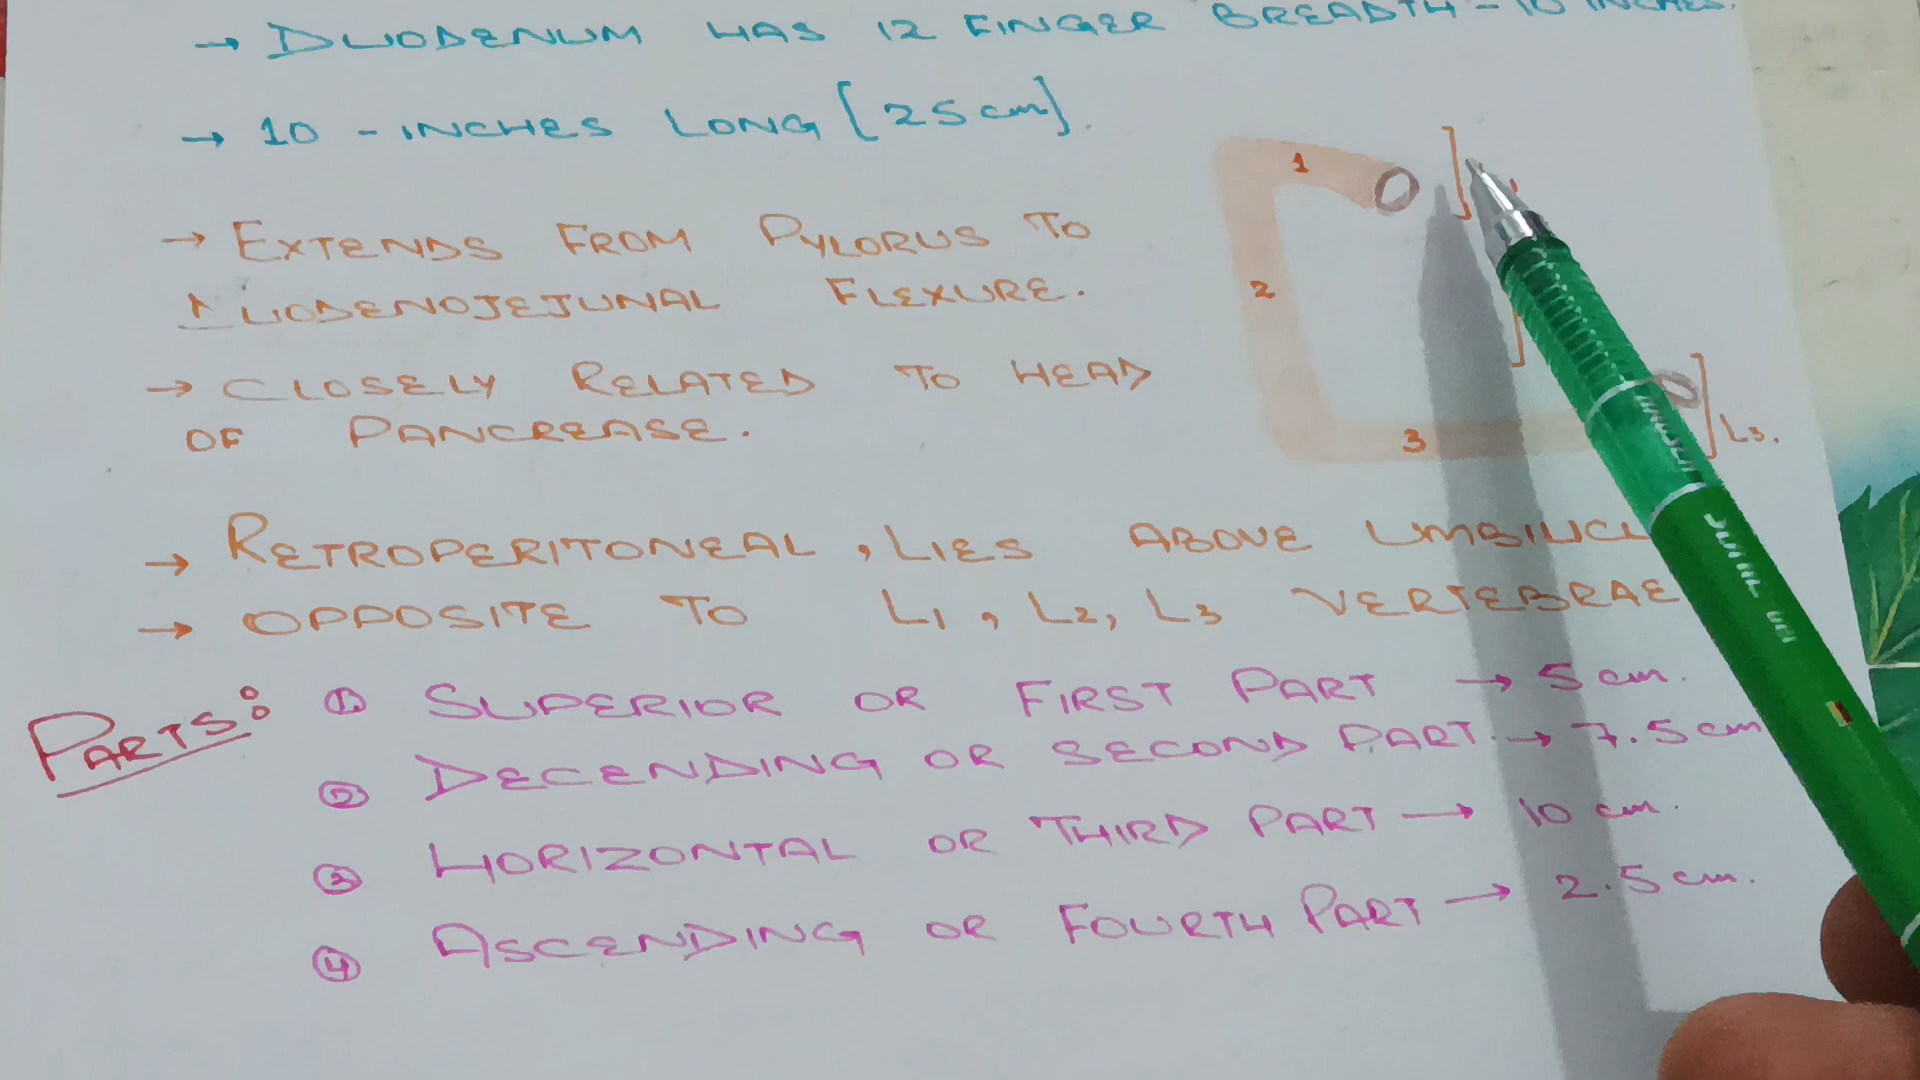 → DUODENUM HAS 12 FINGER BREADTH - 10 INCHES.
→ 10 - INCHES LONG [25cm].
→ EXTENDS FROM PYLORUS TO
DUODENOJEJUNAL FLEXURE.
→ CLOSELY RELATED TO HEAD
OF PANCREASE.
1
2
3
L3.
→ RETROPERITONEAL, LIES ABOVE
→ OPPOSITE TO L1, L2, L3 VERTEBRAE
PARTS:
① SUPERIOR OR FIRST PART → 5 cm.
② DECENDING OR SECOND PART → 7.5 cm
③ HORIZONTAL OR THIRD PART → 10 cm.
④ ASCENDING OR FOURTH PART → 2.5 cm.